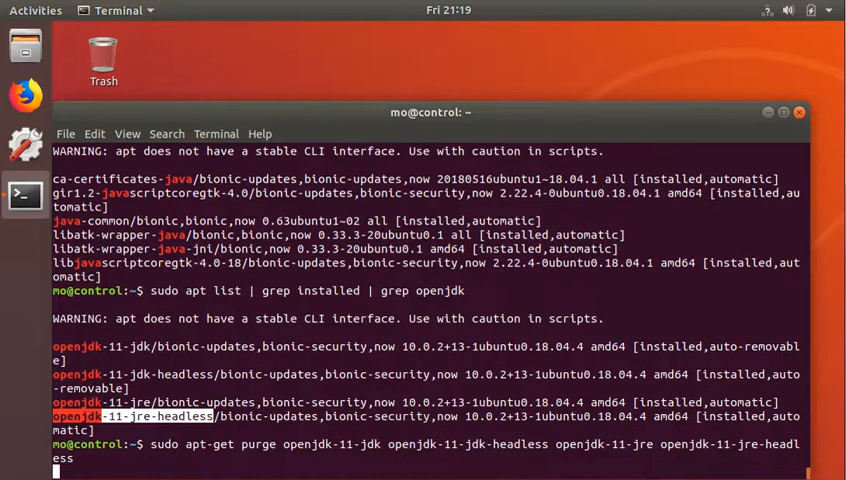 Activities
Terminal
Fri 21:19
Trash
mo@control: ~
File Edit View Search Terminal Help
WARNING: apt does not have a stable CLI interface. Use with caution in scripts.
ca-certificates-java/bionic-updates,now 20180516ubuntu1~18.04.1 all [installed,automatic]
gir1.2-javascriptcoregtk-4.0/bionic-updates,bionic-security,now 2.22.4-0ubuntu0.18.04.1 amd64 [installed,au
tomatic]
java-common/bionic,bionic,now 0.63ubuntu1~02 all [installed,automatic]
libatk-wrapper-java/bionic,bionic,now 0.33.3-20ubuntu0.1 all [installed,automatic]
libatk-wrapper-java-jni/bionic,now 0.33.3-20ubuntu0.1 amd64 [installed,automatic]
libjavascriptcoregtk-4.0-18/bionic-updates,bionic-security,now 2.22.4-0ubuntu0.18.04.1 amd64 [installed,aut
omatic]
mo@control:~$ sudo apt list | grep installed | grep openjdk
WARNING: apt does not have a stable CLI interface. Use with caution in scripts.
openjdk-11-jdk/bionic-updates,bionic-security,now 10.0.2+13-1ubuntu0.18.04.4 amd64 [installed,auto-removabl
e]
openjdk-11-jdk-headless/bionic-updates,bionic-security,now 10.0.2+13-1ubuntu0.18.04.4 amd64 [installed,auto
-removable]
openjdk-11-jre/bionic-updates,bionic-security,now 10.0.2+13-1ubuntu0.18.04.4 amd64 [installed,automatic]
openjdk-11-jre-headless/bionic-updates,bionic-security,now 10.0.2+13-1ubuntu0.18.04.4 amd64 [installed,auto
matic]
mo@control:~$ sudo apt-get purge openjdk-11-jdk openjdk-11-jdk-headless openjdk-11-jre openjdk-11-jre-headl
ess